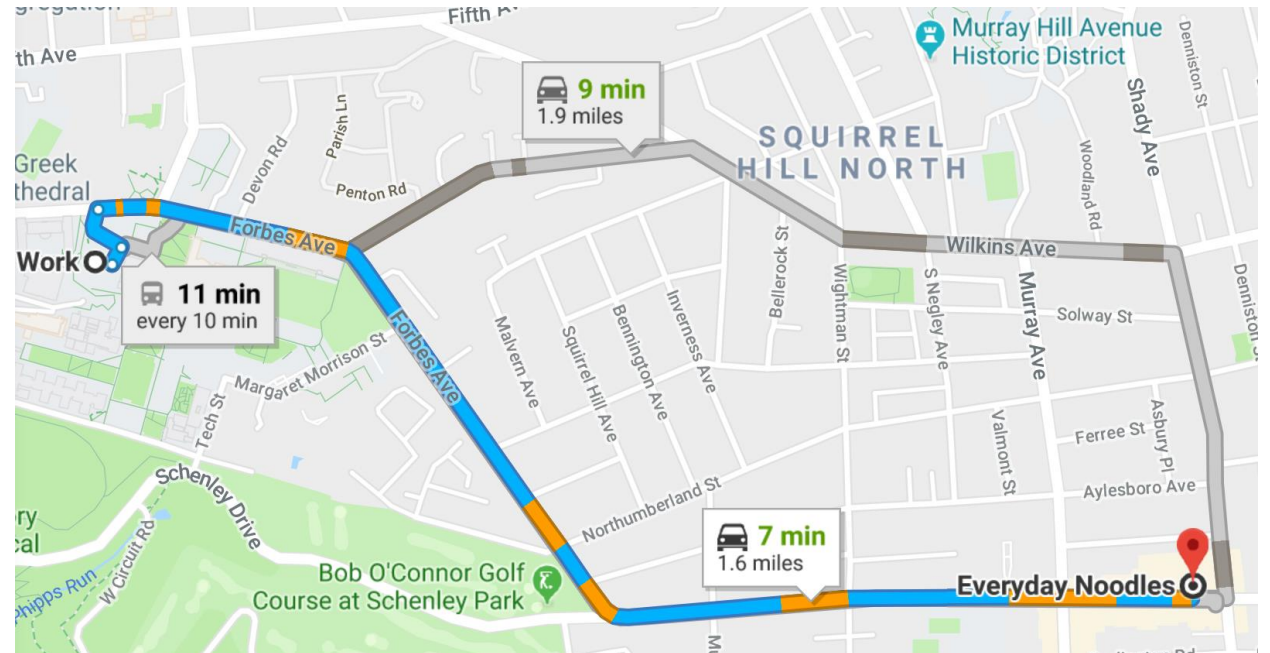 Fifth
th Ave
Murray Hill Avenue
Historic District
Denniston St
Shady Ave
9 min
1.9 miles
Parish Ln
SQUIRREL
HILL NORTH
Greek
Devon Rd
Penton Rd
Woodland Rd
Forbes Ave
Work
11 min
every 10 min
Bellerock St
Wilkins Ave
Wightman St
S Negley Ave
Murray Ave
Denniston
Solway St
Forbes Ave
Malvern Ave
Squirrel Hill Ave
Bennington Ave
Inverness Ave
Margaret Morrison St
Tech St
Valmont St
Ferree St
Asbury Pl
Aylesboro Ave
Schenley Drive
Northumberland St
W Circuit Rd
7 min
1.6 miles
Bob O'Connor Golf
Course at Schenley Park
Everyday Noodles
Phipps Run